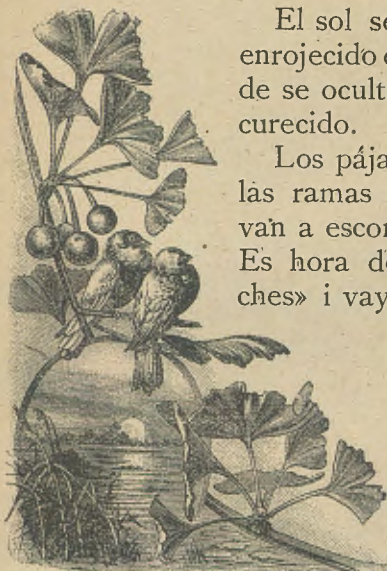 El sol se
enrojecido
de se ocult
curecido.
Los pája
las ramas
van a escon
Es hora d
ches» i vay